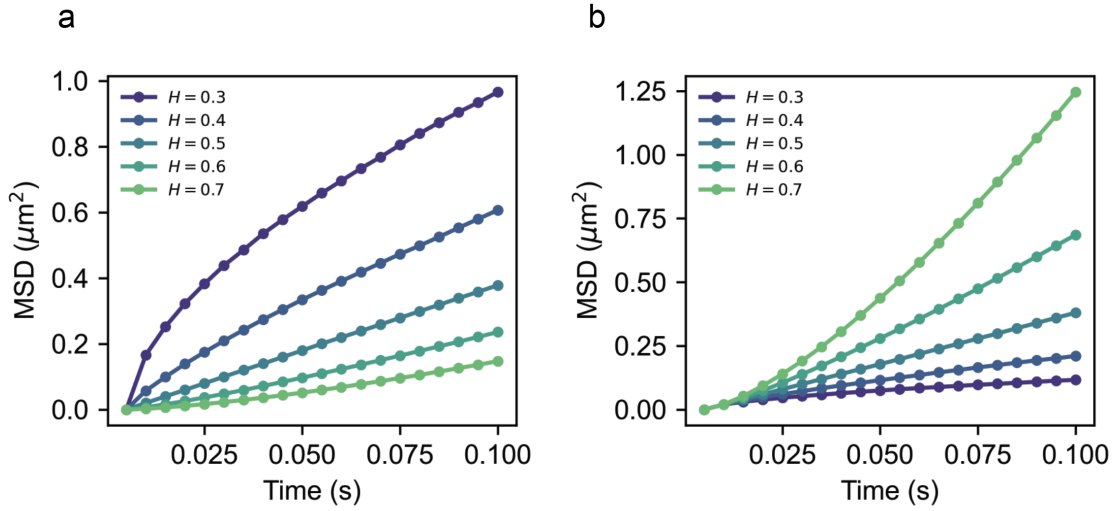 a
MSD (μm²)
1.0
0.8
0.6
0.4
0.2
0.0
H = 0.3
H = 0.4
H = 0.5
H = 0.6
H = 0.7
0.025 0.050 0.075 0.100
Time (s)
b
MSD (μm²)
1.25
1.00
0.75
0.50
0.25
0.00
H = 0.3
H = 0.4
H = 0.5
H = 0.6
H = 0.7
0.025 0.050 0.075 0.100
Time (s)